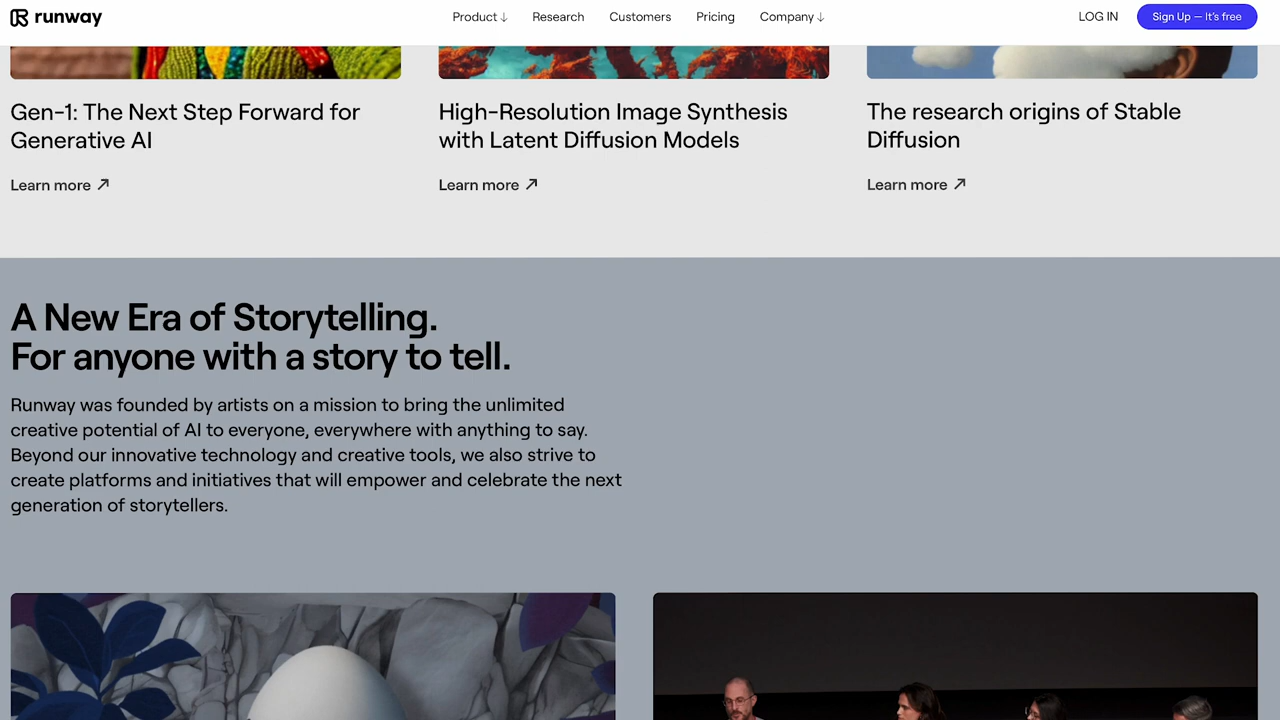 runway
Product ↓
Research
Customers
Pricing
Company ↓
LOG IN
Sign Up — It's free
Gen-1: The Next Step Forward for
Generative AI
Learn more ↗
High-Resolution Image Synthesis
with Latent Diffusion Models
Learn more ↗
The research origins of Stable
Diffusion
Learn more ↗
A New Era of Storytelling.
For anyone with a story to tell.
Runway was founded by artists on a mission to bring the unlimited
creative potential of AI to everyone, everywhere with anything to say.
Beyond our innovative technology and creative tools, we also strive to
create platforms and initiatives that will empower and celebrate the next
generation of storytellers.